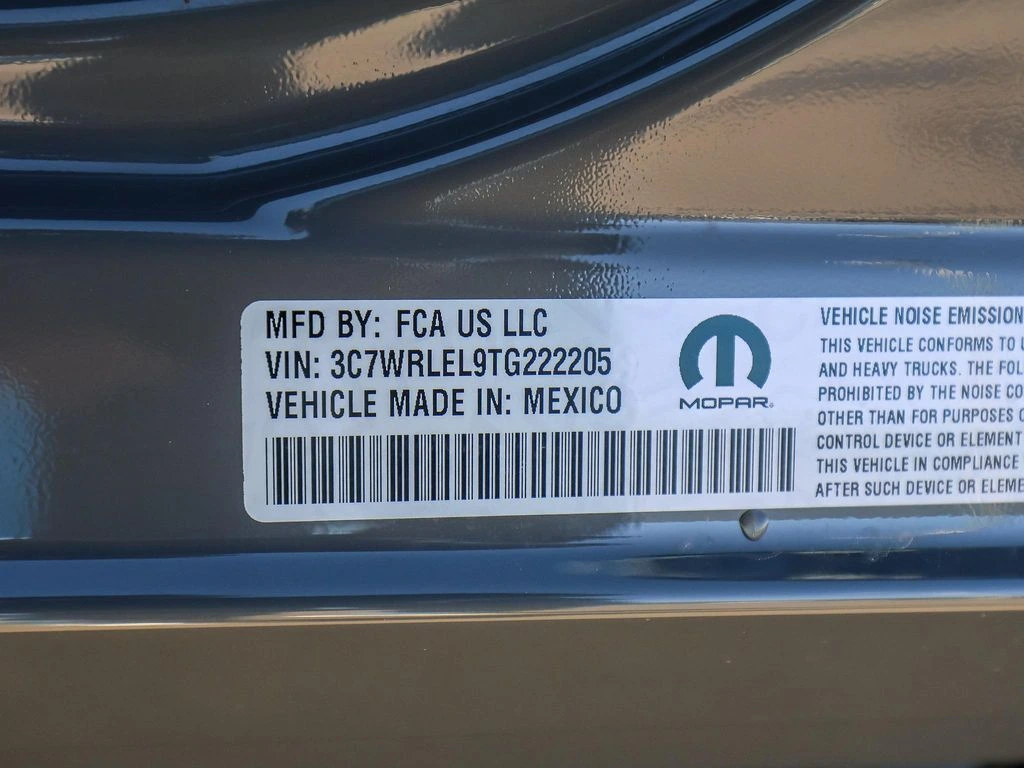 MFD BY: FCA US LLC
VIN: 3C7WRLEL9TG222205
VEHICLE MADE IN: MEXICO
MOPAR
VEHICLE NOISE EMISSION
THIS VEHICLE CONFORMS TO
AND HEAVY TRUCKS. THE
PROHIBITED BY THE NOISE
OTHER THAN FOR PURPOSES
CONTROL DEVICE OR ELEMENT
THIS VEHICLE IN COMPLIANCE
AFTER SUCH DEVICE OR